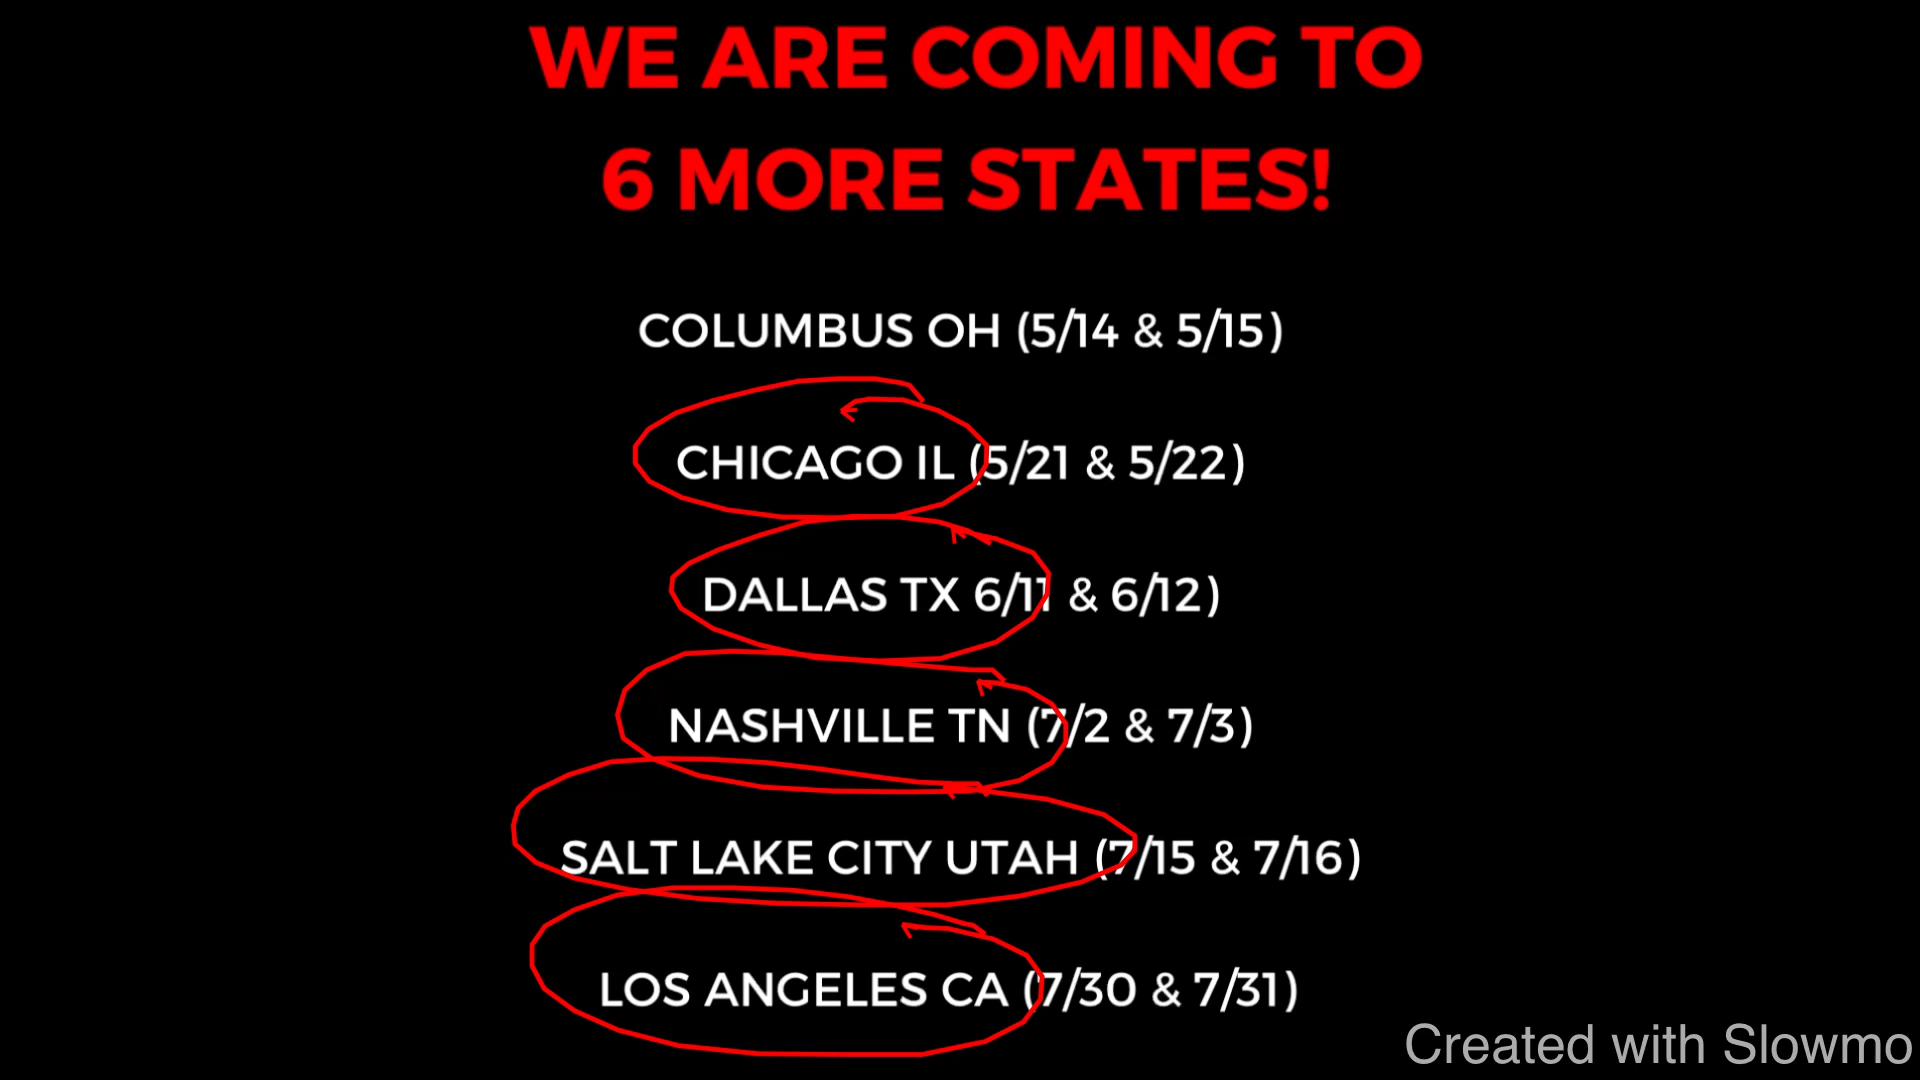 WE ARE COMING TO
6 MORE STATES!
COLUMBUS OH (5/14 & 5/15)
CHICAGO IL (5/21 & 5/22)
DALLAS TX 6/11 & 6/12)
NASHVILLE TN (7/2 & 7/3)
SALT LAKE CITY UTAH (7/15 & 7/16)
LOS ANGELES CA (7/30 & 7/31)
Created with Slowmo